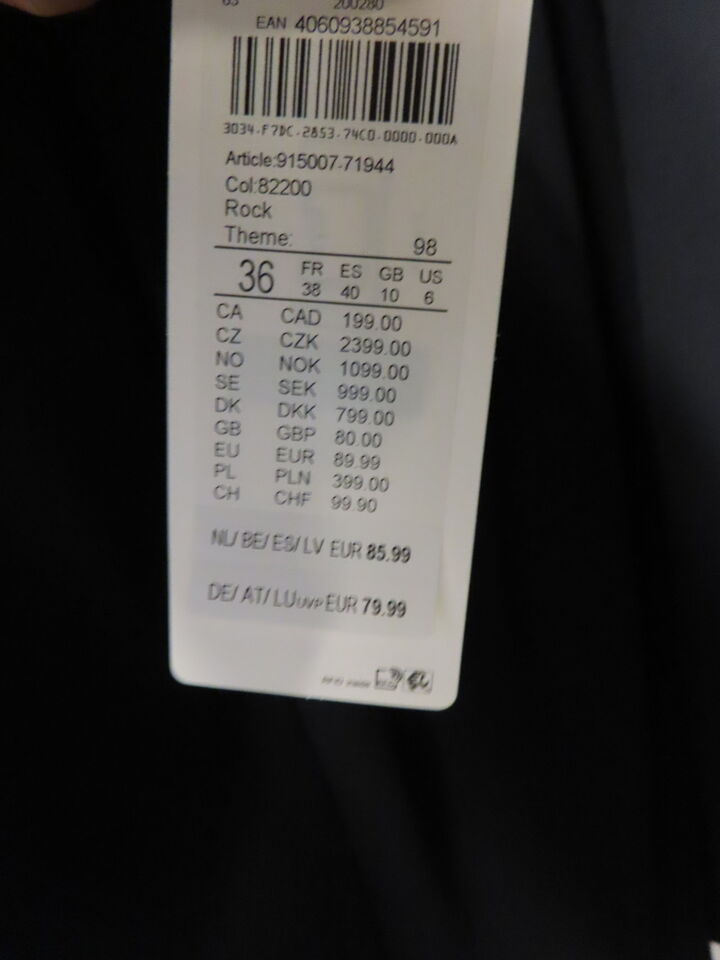 63 200280
EAN 4060938854591
3034-F7DC-2853-74C0-0000-000A
Article:915007-71944
Col:82200
Rock
Theme: 98
36 FR ES GB US
38 40 10 6
CA CAD 199.00
CZ CZK 2399.00
NO NOK 1099.00
SE SEK 999.00
DK DKK 799.00
GB GBP 80.00
EU EUR 89.99
PL PLN 399.00
CH CHF 99.90
NL/ BE/ ES/ LV EUR 85.99
DE/ AT/ LU UVP EUR 79.99